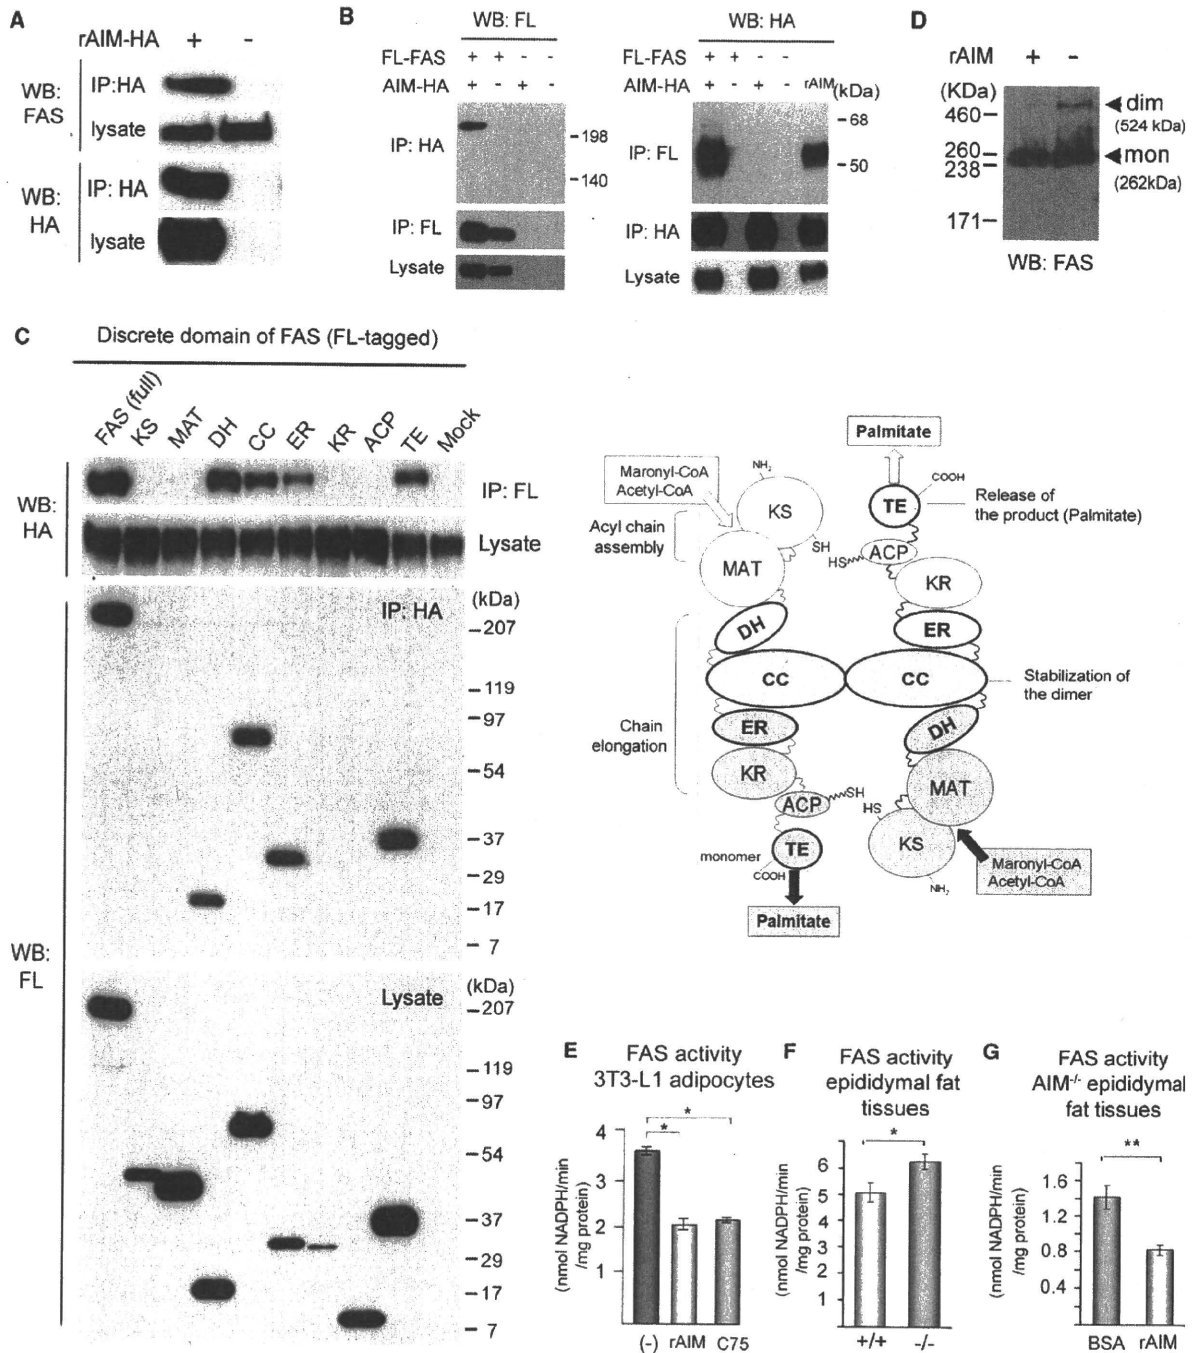 A
rAIM-HA + -
WB: FAS
IP:HA
lysate
WB: HA
IP: HA
lysate
B
WB: FL
FL-FAS + + - -
AIM-HA + - + -
IP: HA
198
140
IP: FL
Lysate
WB: HA
FL-FAS + + - -
AIM-HA + - + - rAIM (kDa)
IP: FL
68
50
IP: HA
Lysate
D
rAIM + -
(KDa)
460
260
238
171
dim
(524 kDa)
mon
(262kDa)
WB: FAS
C
Discrete domain of FAS (FL-tagged)
FAS (full)
KS
MAT
DH
CC
ER
KR
ACP
TE
Mock
WB: HA
IP: FL
Lysate
WB: FL
IP: HA
(kDa)
207
119
97
54
37
29
17
7
Lysate
(kDa)
207
119
97
54
37
29
17
7
Palmitate
Maronyl-CoA
Acetyl-CoA
NH2
KS
SH
Acyl chain
assembly
MAT
TE
COOH
Release of
the product (Palmitate)
HS
ACP
KR
DH
ER
CC
CC
Stabilization of
the dimer
Chain
elongation
ER
DH
KR
MAT
ACP
SH
HS
KS
monomer
TE
COOH
NH2
Maronyl-CoA
Acetyl-CoA
Palmitate
E
FAS activity
3T3-L1 adipocytes
(nmol NADPH/min
/mg protein)
4
3
2
1
*
*
(-) rAIM C75
F
FAS activity
epididymal fat
tissues
(nmol NADPH/min
/mg protein)
6
5
4
3
2
1
*
+/+ -/-
G
FAS activity
AIM-/- epididymal
fat tissues
(nmol NADPH/min
/mg protein)
1.6
1.2
0.8
0.4
**
BSA rAIM